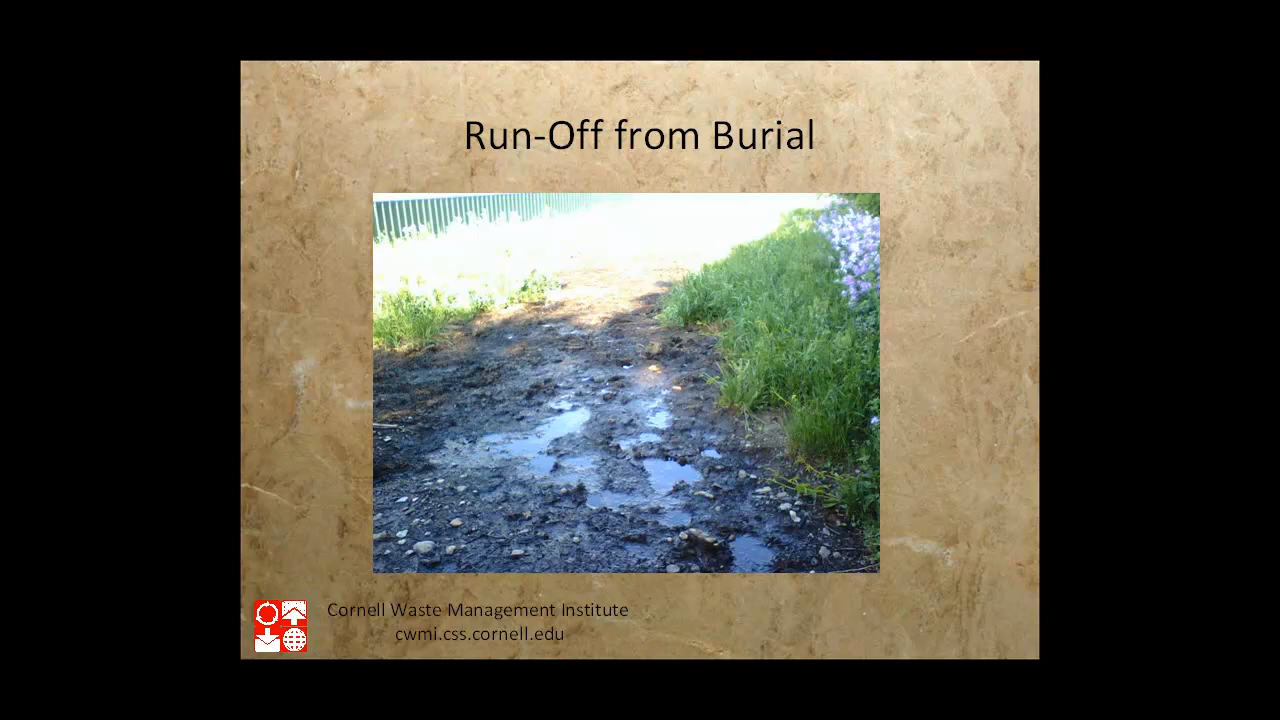 Run-Off from Burial
Cornell Waste Management Institute
cwmi.css.cornell.edu